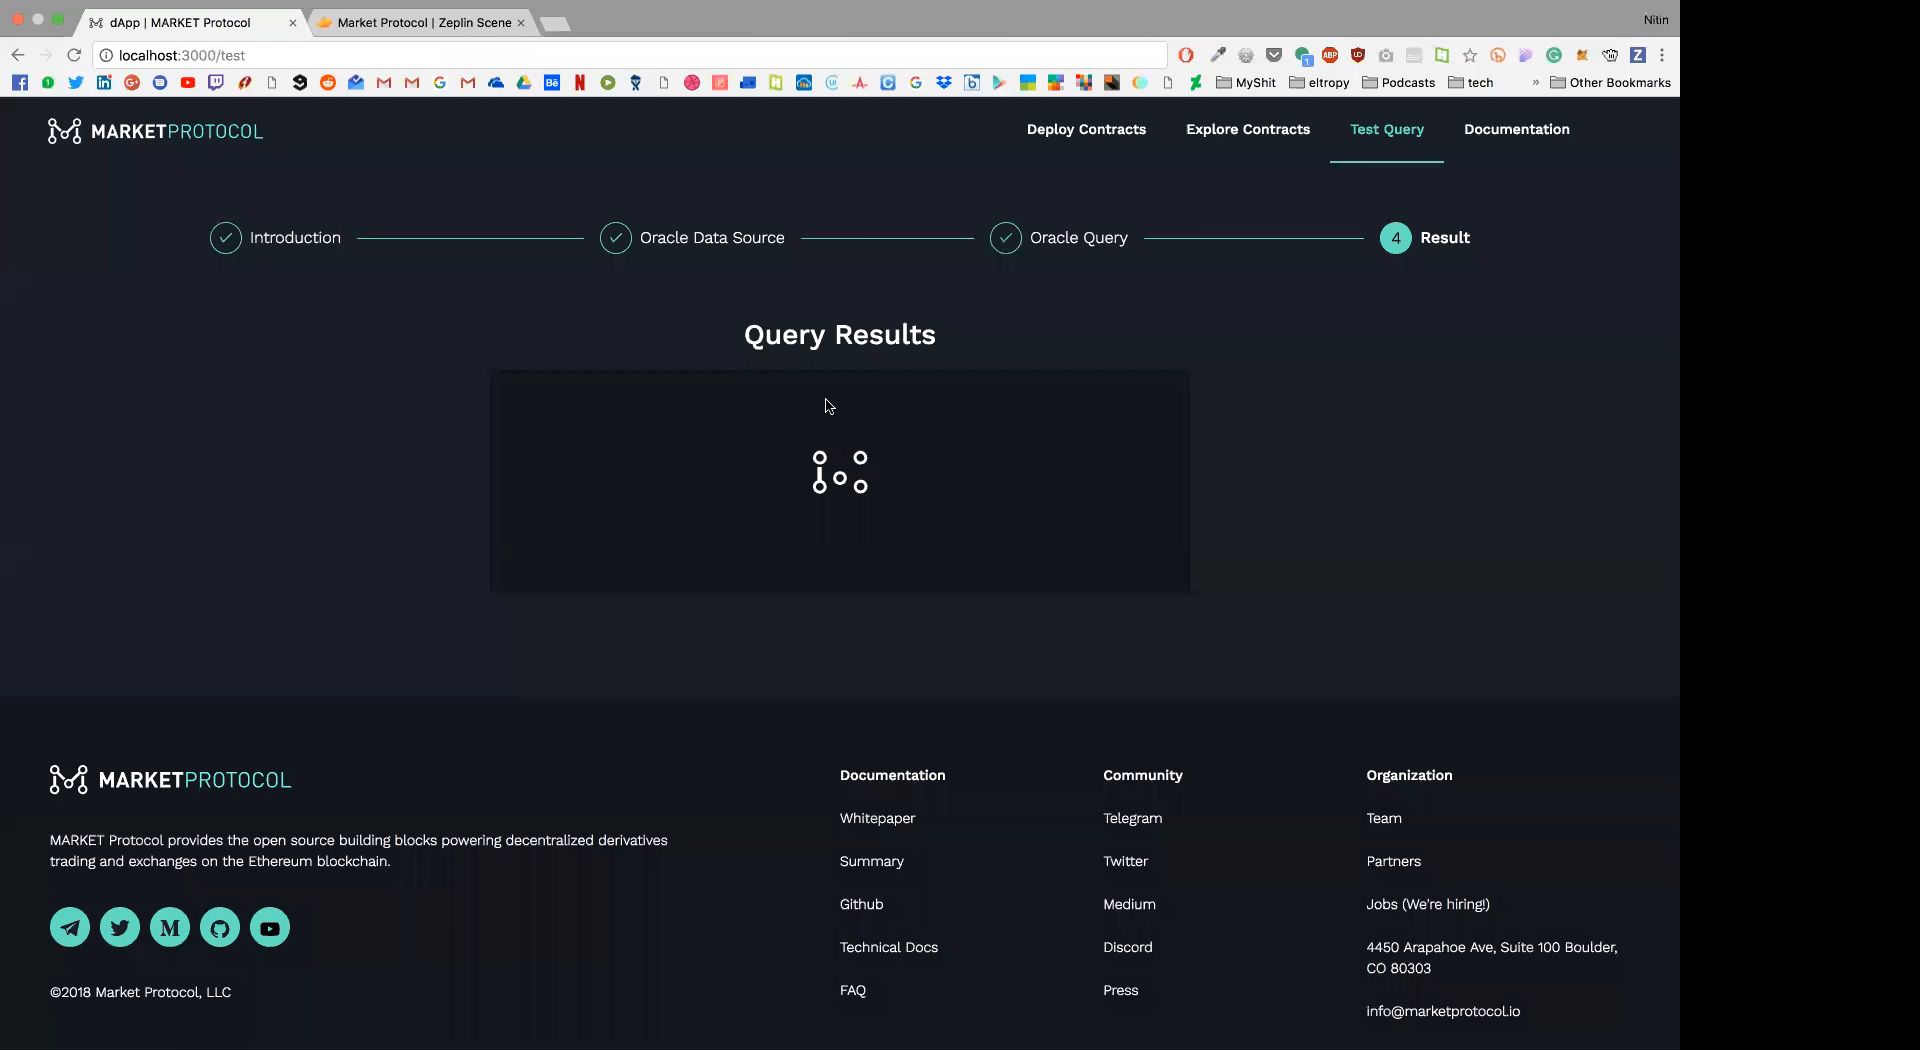 dApp | MARKET Protocol
Market Protocol | Zeplin Scene
Nitin
localhost:3000/test
MyShit
eltropy
Podcasts
tech
Other Bookmarks
MARKETPROTOCOL
Deploy Contracts
Explore Contracts
Test Query
Documentation
Introduction
Oracle Data Source
Oracle Query
4 Result
Query Results
MARKETPROTOCOL
MARKET Protocol provides the open source building blocks powering decentralized derivatives
trading and exchanges on the Ethereum blockchain.
©2018 Market Protocol, LLC
Documentation
Whitepaper
Summary
Github
Technical Docs
FAQ
Community
Telegram
Twitter
Medium
Discord
Press
Organization
Team
Partners
Jobs (We're hiring!)
4450 Arapahoe Ave, Suite 100 Boulder,
CO 80303
info@marketprotocol.io